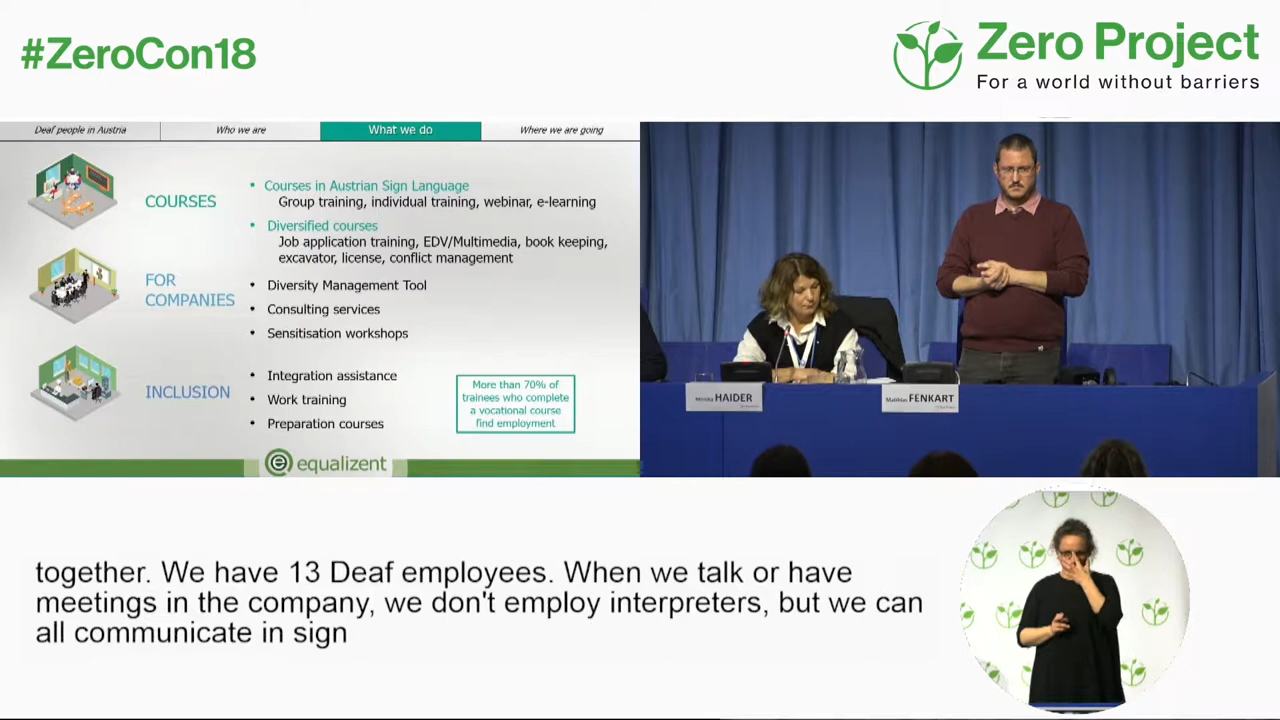 #ZeroCon18
Zero Project
For a world without barriers
Deaf people in Austria
Who we are
What we do
Where we are going
COURSES
• Courses in Austrian Sign Language
Group training, individual training, webinar, e-learning
• Diversified courses
Job application training, EDV/Multimedia, book keeping,
excavator, license, conflict management
FOR
COMPANIES
• Diversity Management Tool
• Consulting services
• Sensitisation workshops
INCLUSION
• Integration assistance
• Work training
• Preparation courses
More than 70% of
trainees who complete
a vocational course
find employment
e equalizent
HAIDER
Matthias FENKART
together. We have 13 Deaf employees. When we talk or have
meetings in the company, we don't employ interpreters, but we can
all communicate in sign